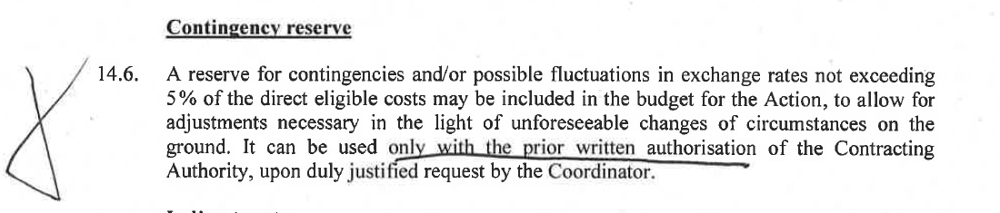 Contingency reserve
14.6. A reserve for contingencies and/or possible fluctuations in exchange rates not exceeding
5% of the direct eligible costs may be included in the budget for the Action, to allow for
adjustments necessary in the light of unforeseeable changes of circumstances on the
ground. It can be used only with the prior written authorisation of the Contracting
Authority, upon duly justified request by the Coordinator.